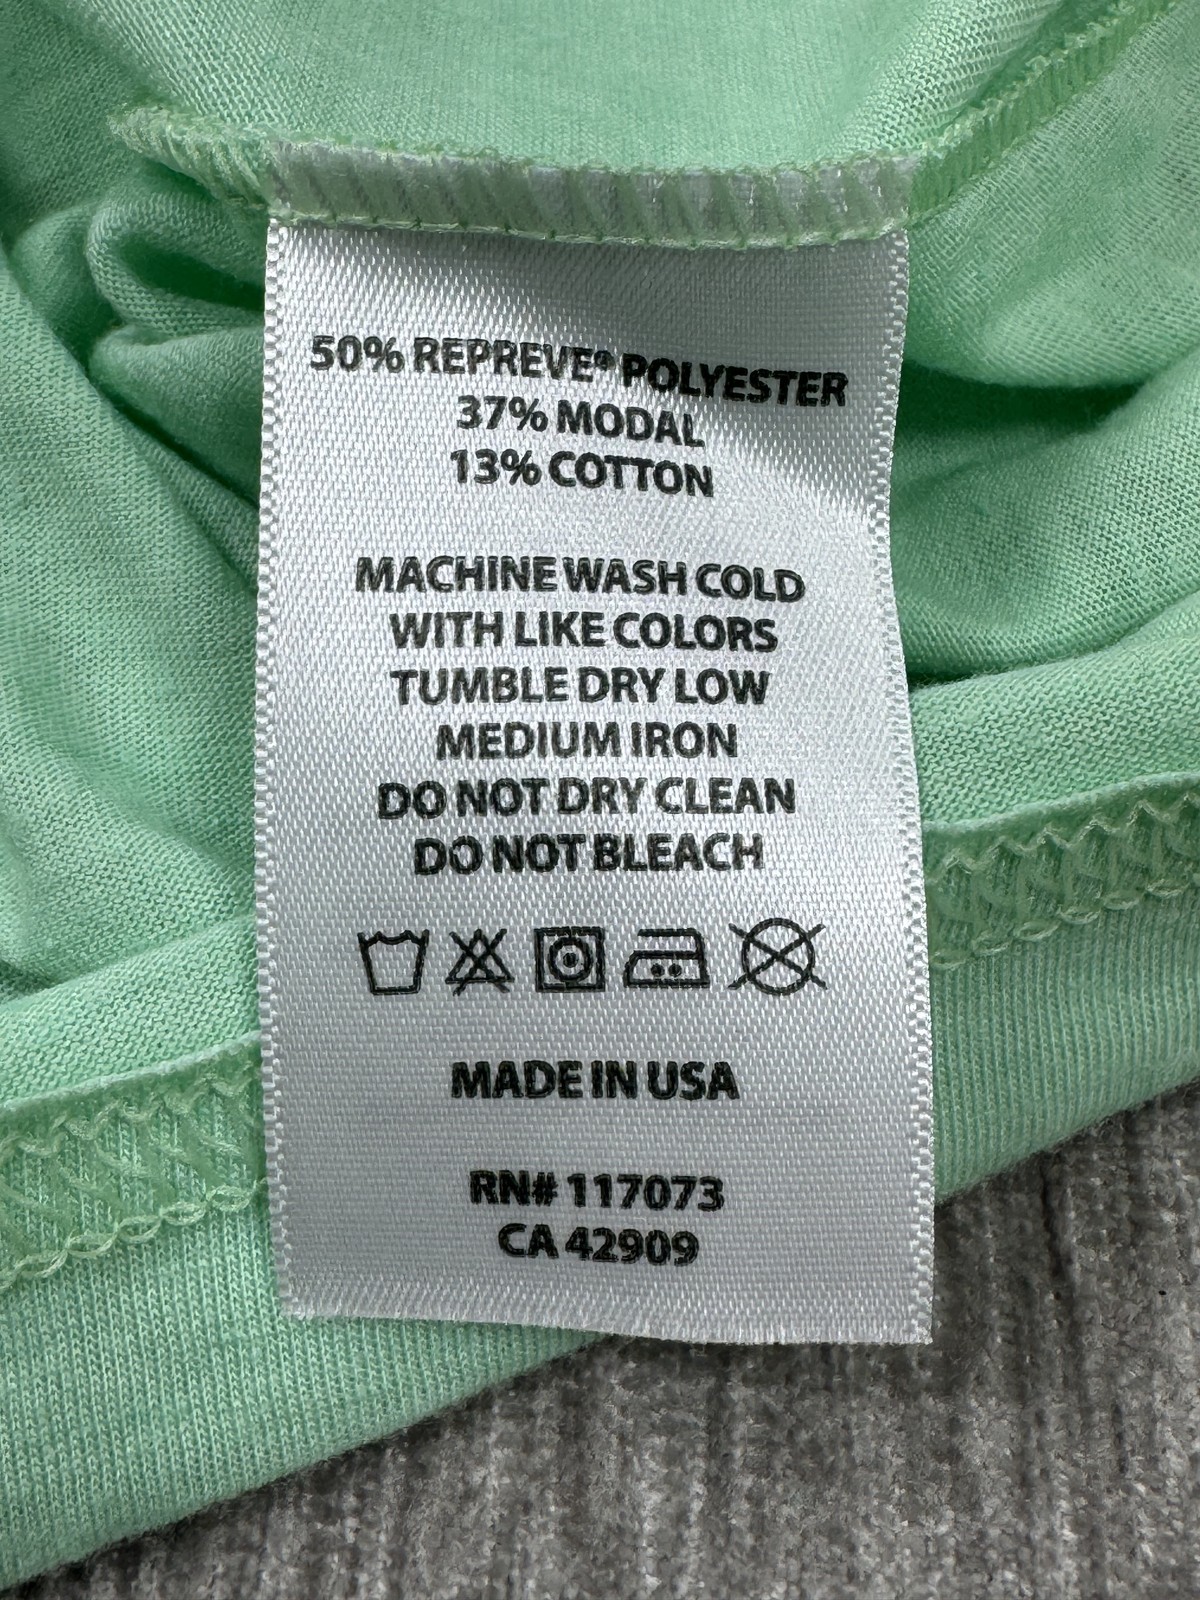 50% REPREVE® POLYESTER
37% MODAL
13% COTTON
MACHINE WASH COLD
WITH LIKE COLORS
TUMBLE DRY LOW
MEDIUM IRON
DO NOT DRY CLEAN
DO NOT BLEACH
MADE IN USA
RN# 117073
CA 42909